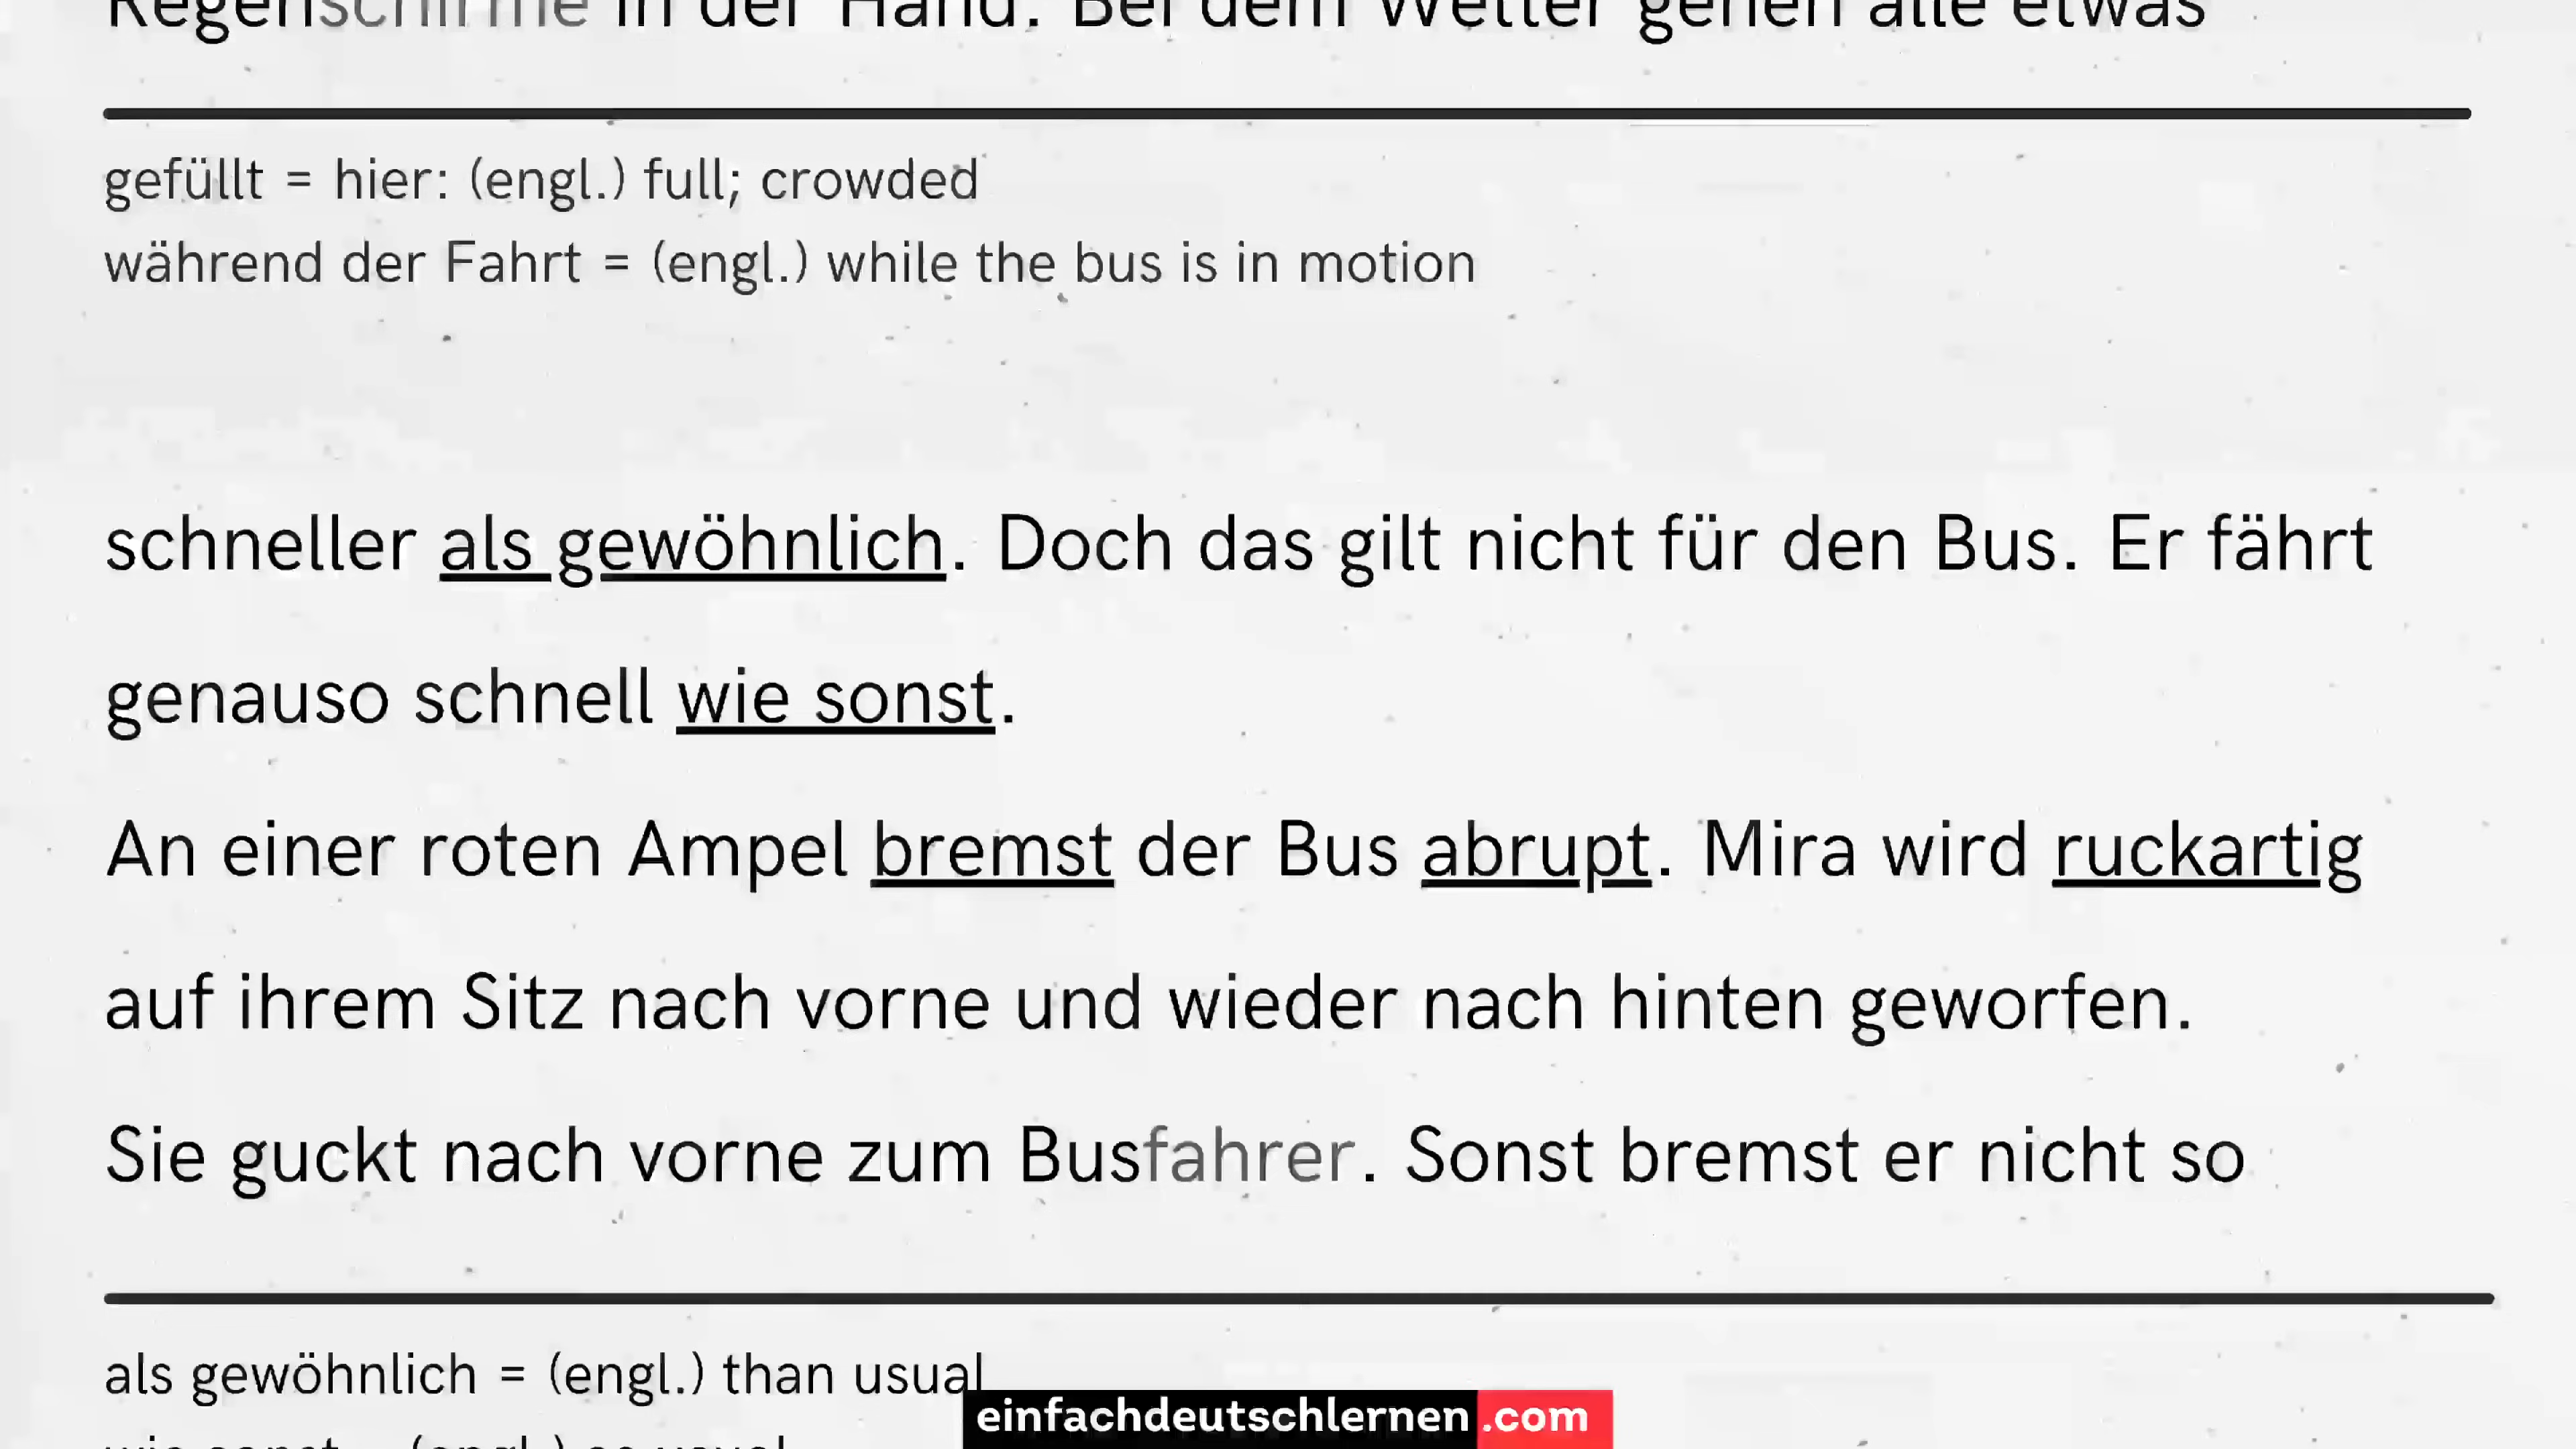 Regenschirme in der Hand. Bei dem Wetter gehen alle etwas
gefüllt = hier: (engl.) full; crowded
während der Fahrt = (engl.) while the bus is in motion
schneller als gewöhnlich. Doch das gilt nicht für den Bus. Er fährt
genauso schnell wie sonst.
An einer roten Ampel bremst der Bus abrupt. Mira wird ruckartig
auf ihrem Sitz nach vorne und wieder nach hinten geworfen.
Sie guckt nach vorne zum Busfahrer. Sonst bremst er nicht so
als gewöhnlich = (engl.) than usual
wie sonst = (engl.) as usual
einfachdeutschlernen.com